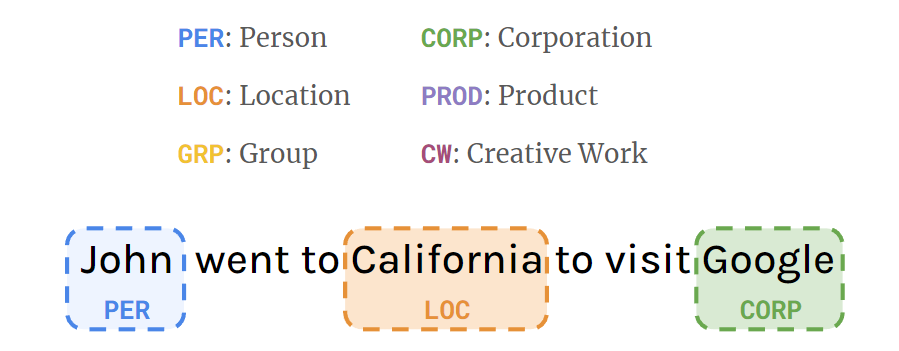 PER: Person CORP: Corporation
LOC: Location PROD: Product
GRP: Group CW: Creative Work
John went to California to visit Google
PER LOC CORP